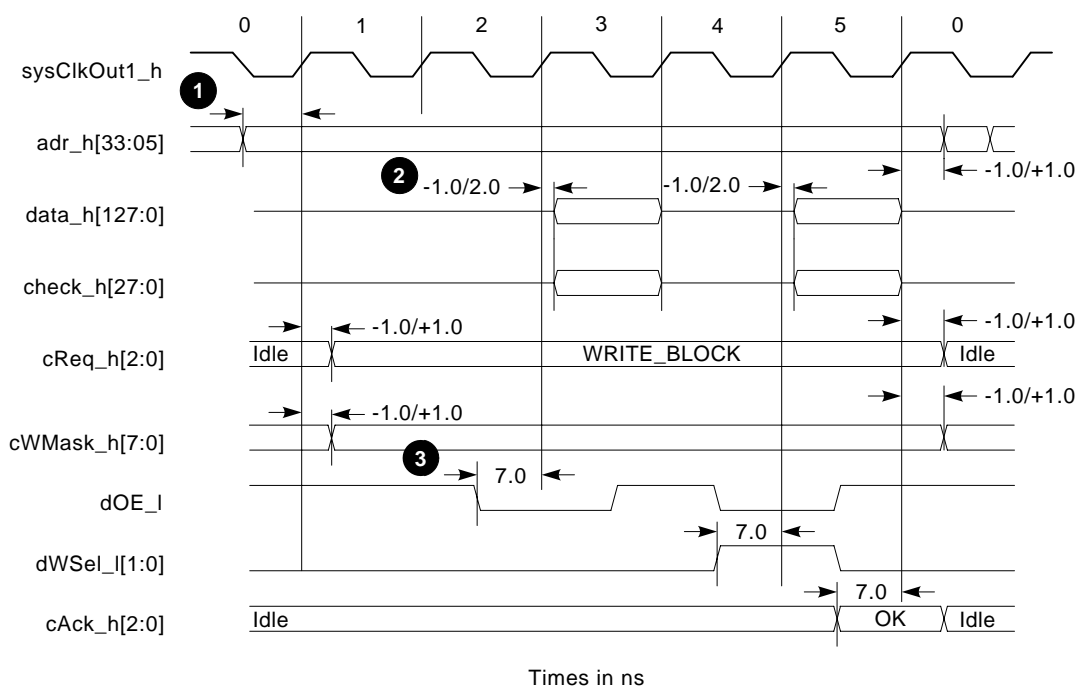 0 1 2 3 4 5 0
sysClkOut1_h
1
adr_h[33:05]
2
-1.0/2.0 -1.0/2.0 -1.0/+1.0
data_h[127:0]
check_h[27:0]
-1.0/+1.0 -1.0/+1.0
cReq_h[2:0] Idle WRITE_BLOCK Idle
-1.0/+1.0 -1.0/+1.0
cWMask_h[7:0]
3
7.0
dOE_l
7.0
dWSel_l[1:0]
7.0
cAck_h[2:0] Idle OK Idle
Times in ns